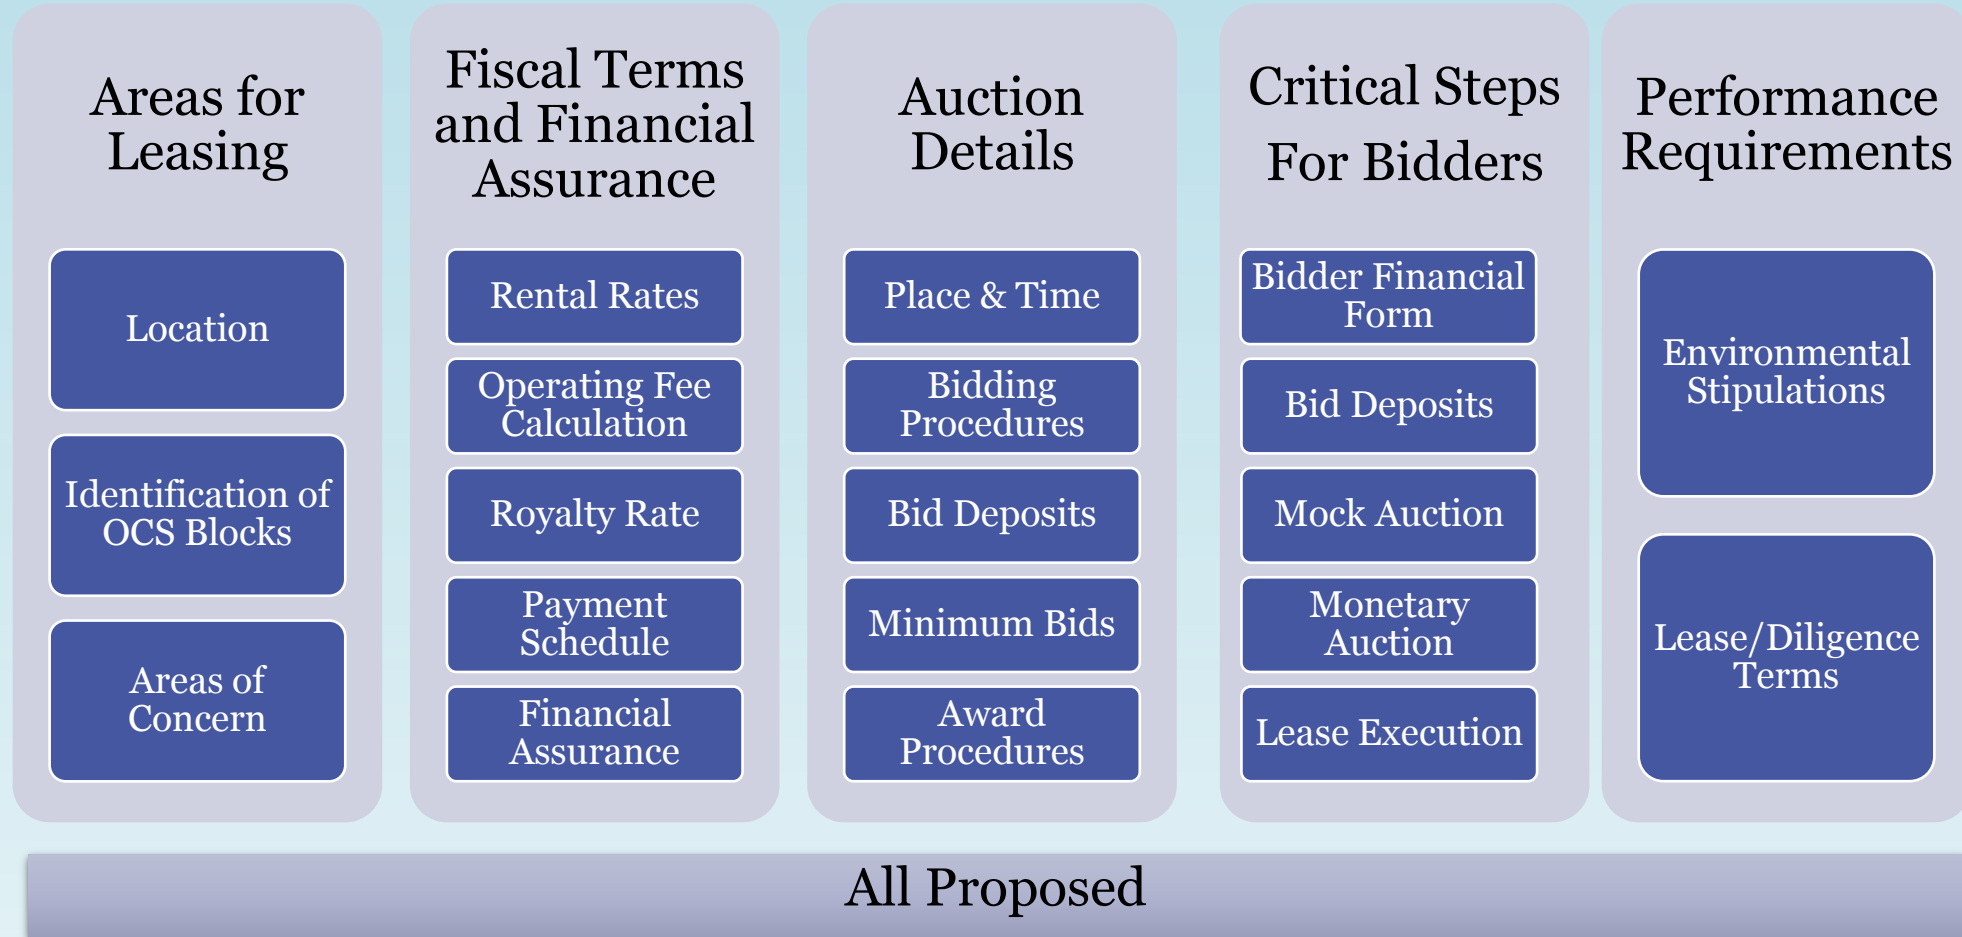 Areas for
Leasing
Location
Identification of
OCS Blocks
Areas of
Concern
Fiscal Terms
and Financial
Assurance
Rental Rates
Operating Fee
Calculation
Royalty Rate
Payment
Schedule
Financial
Assurance
Auction
Details
Place & Time
Bidding
Procedures
Bid Deposits
Minimum Bids
Award
Procedures
Critical Steps
For Bidders
Bidder Financial
Form
Bid Deposits
Mock Auction
Monetary
Auction
Lease Execution
Performance
Requirements
Environmental
Stipulations
Lease/Diligence
Terms
All Proposed